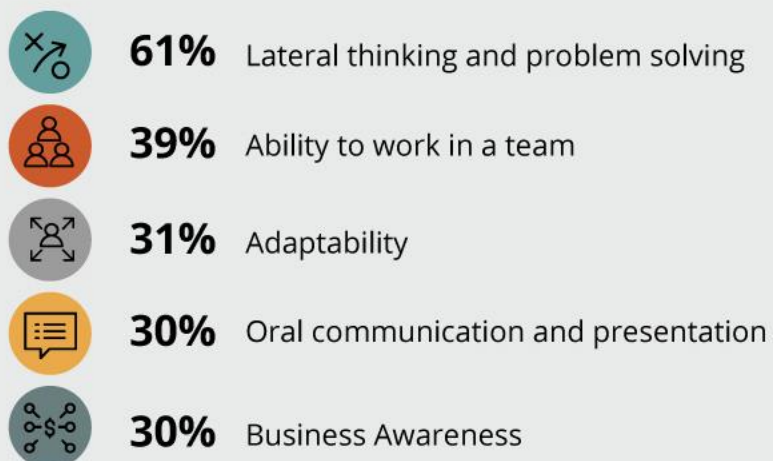 61% Lateral thinking and problem solving
39% Ability to work in a team
31% Adaptability
30% Oral communication and presentation
30% Business Awareness